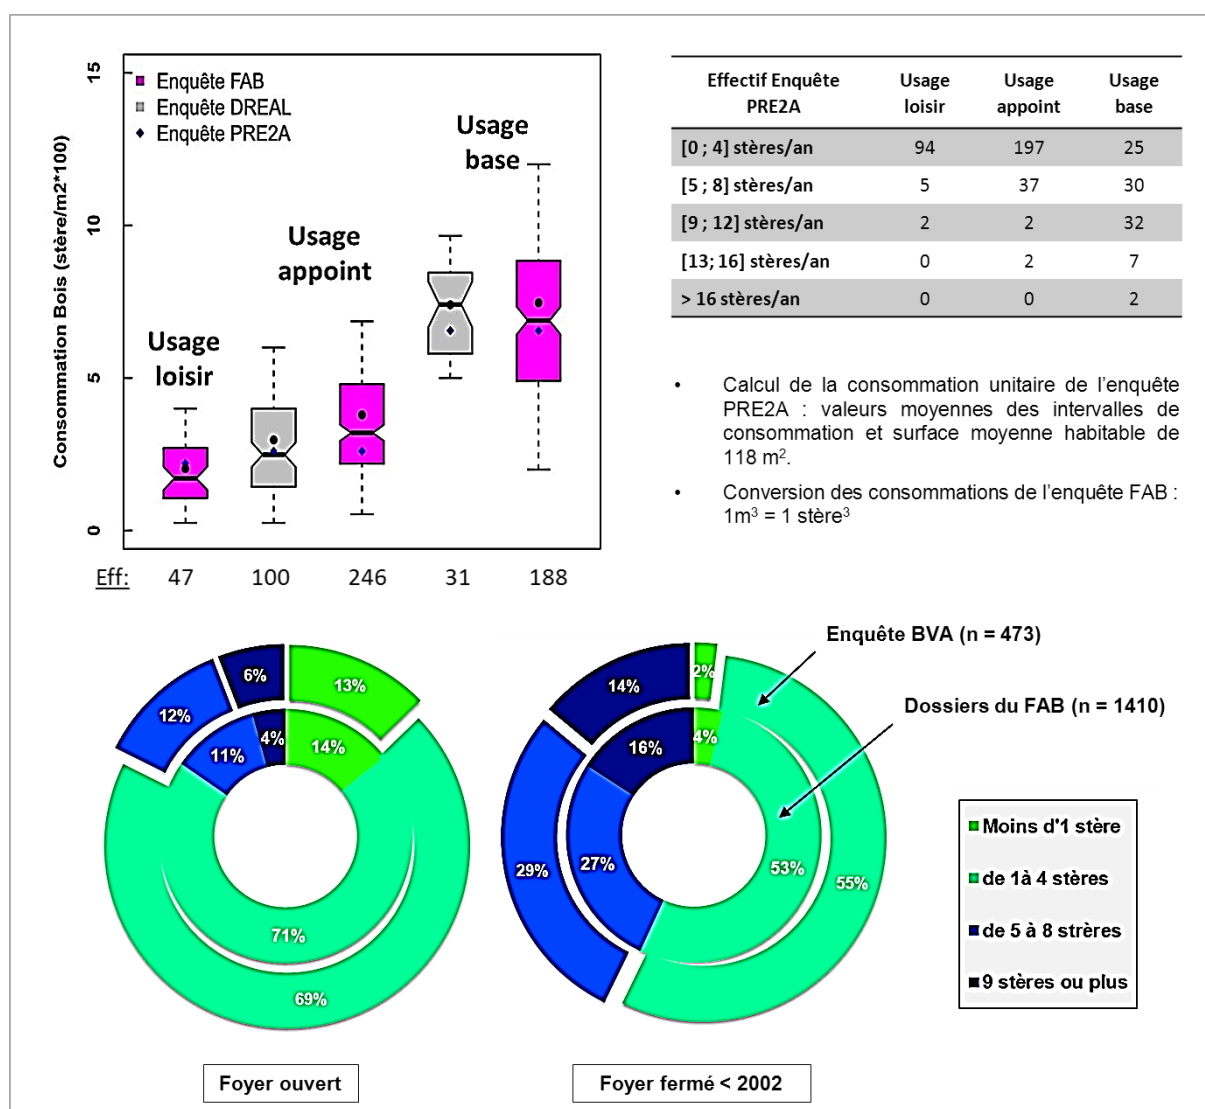 15
10
5
0
Consommation Bois (stère/m2*100)
Enquête FAB
Enquête DREAL
Enquête PRE2A
Usage
loisir
Usage
appoint
Usage
base
Eff: 47 100 246 31 188
Effectif Enquête PRE2A Usage loisir Usage appoint Usage base
[0 ; 4] stères/an 94 197 25
[5 ; 8] stères/an 5 37 30
[9 ; 12] stères/an 2 2 32
[13; 16] stères/an 0 2 7
> 16 stères/an 0 0 2
• Calcul de la consommation unitaire de l'enquête
PRE2A : valeurs moyennes des intervalles de
consommation et surface moyenne habitable de
118 m².
• Conversion des consommations de l'enquête FAB :
1m³ = 1 stère³
6%
13%
12%
4%
14%
11%
71%
69%
Foyer ouvert
2%
14%
4%
16%
27%
29%
53%
55%
Foyer fermé < 2002
Enquête BVA (n = 473)
Dossiers du FAB (n = 1410)
Moins d'1 stère
de 1à 4 stères
de 5 à 8 strères
9 stères ou plus